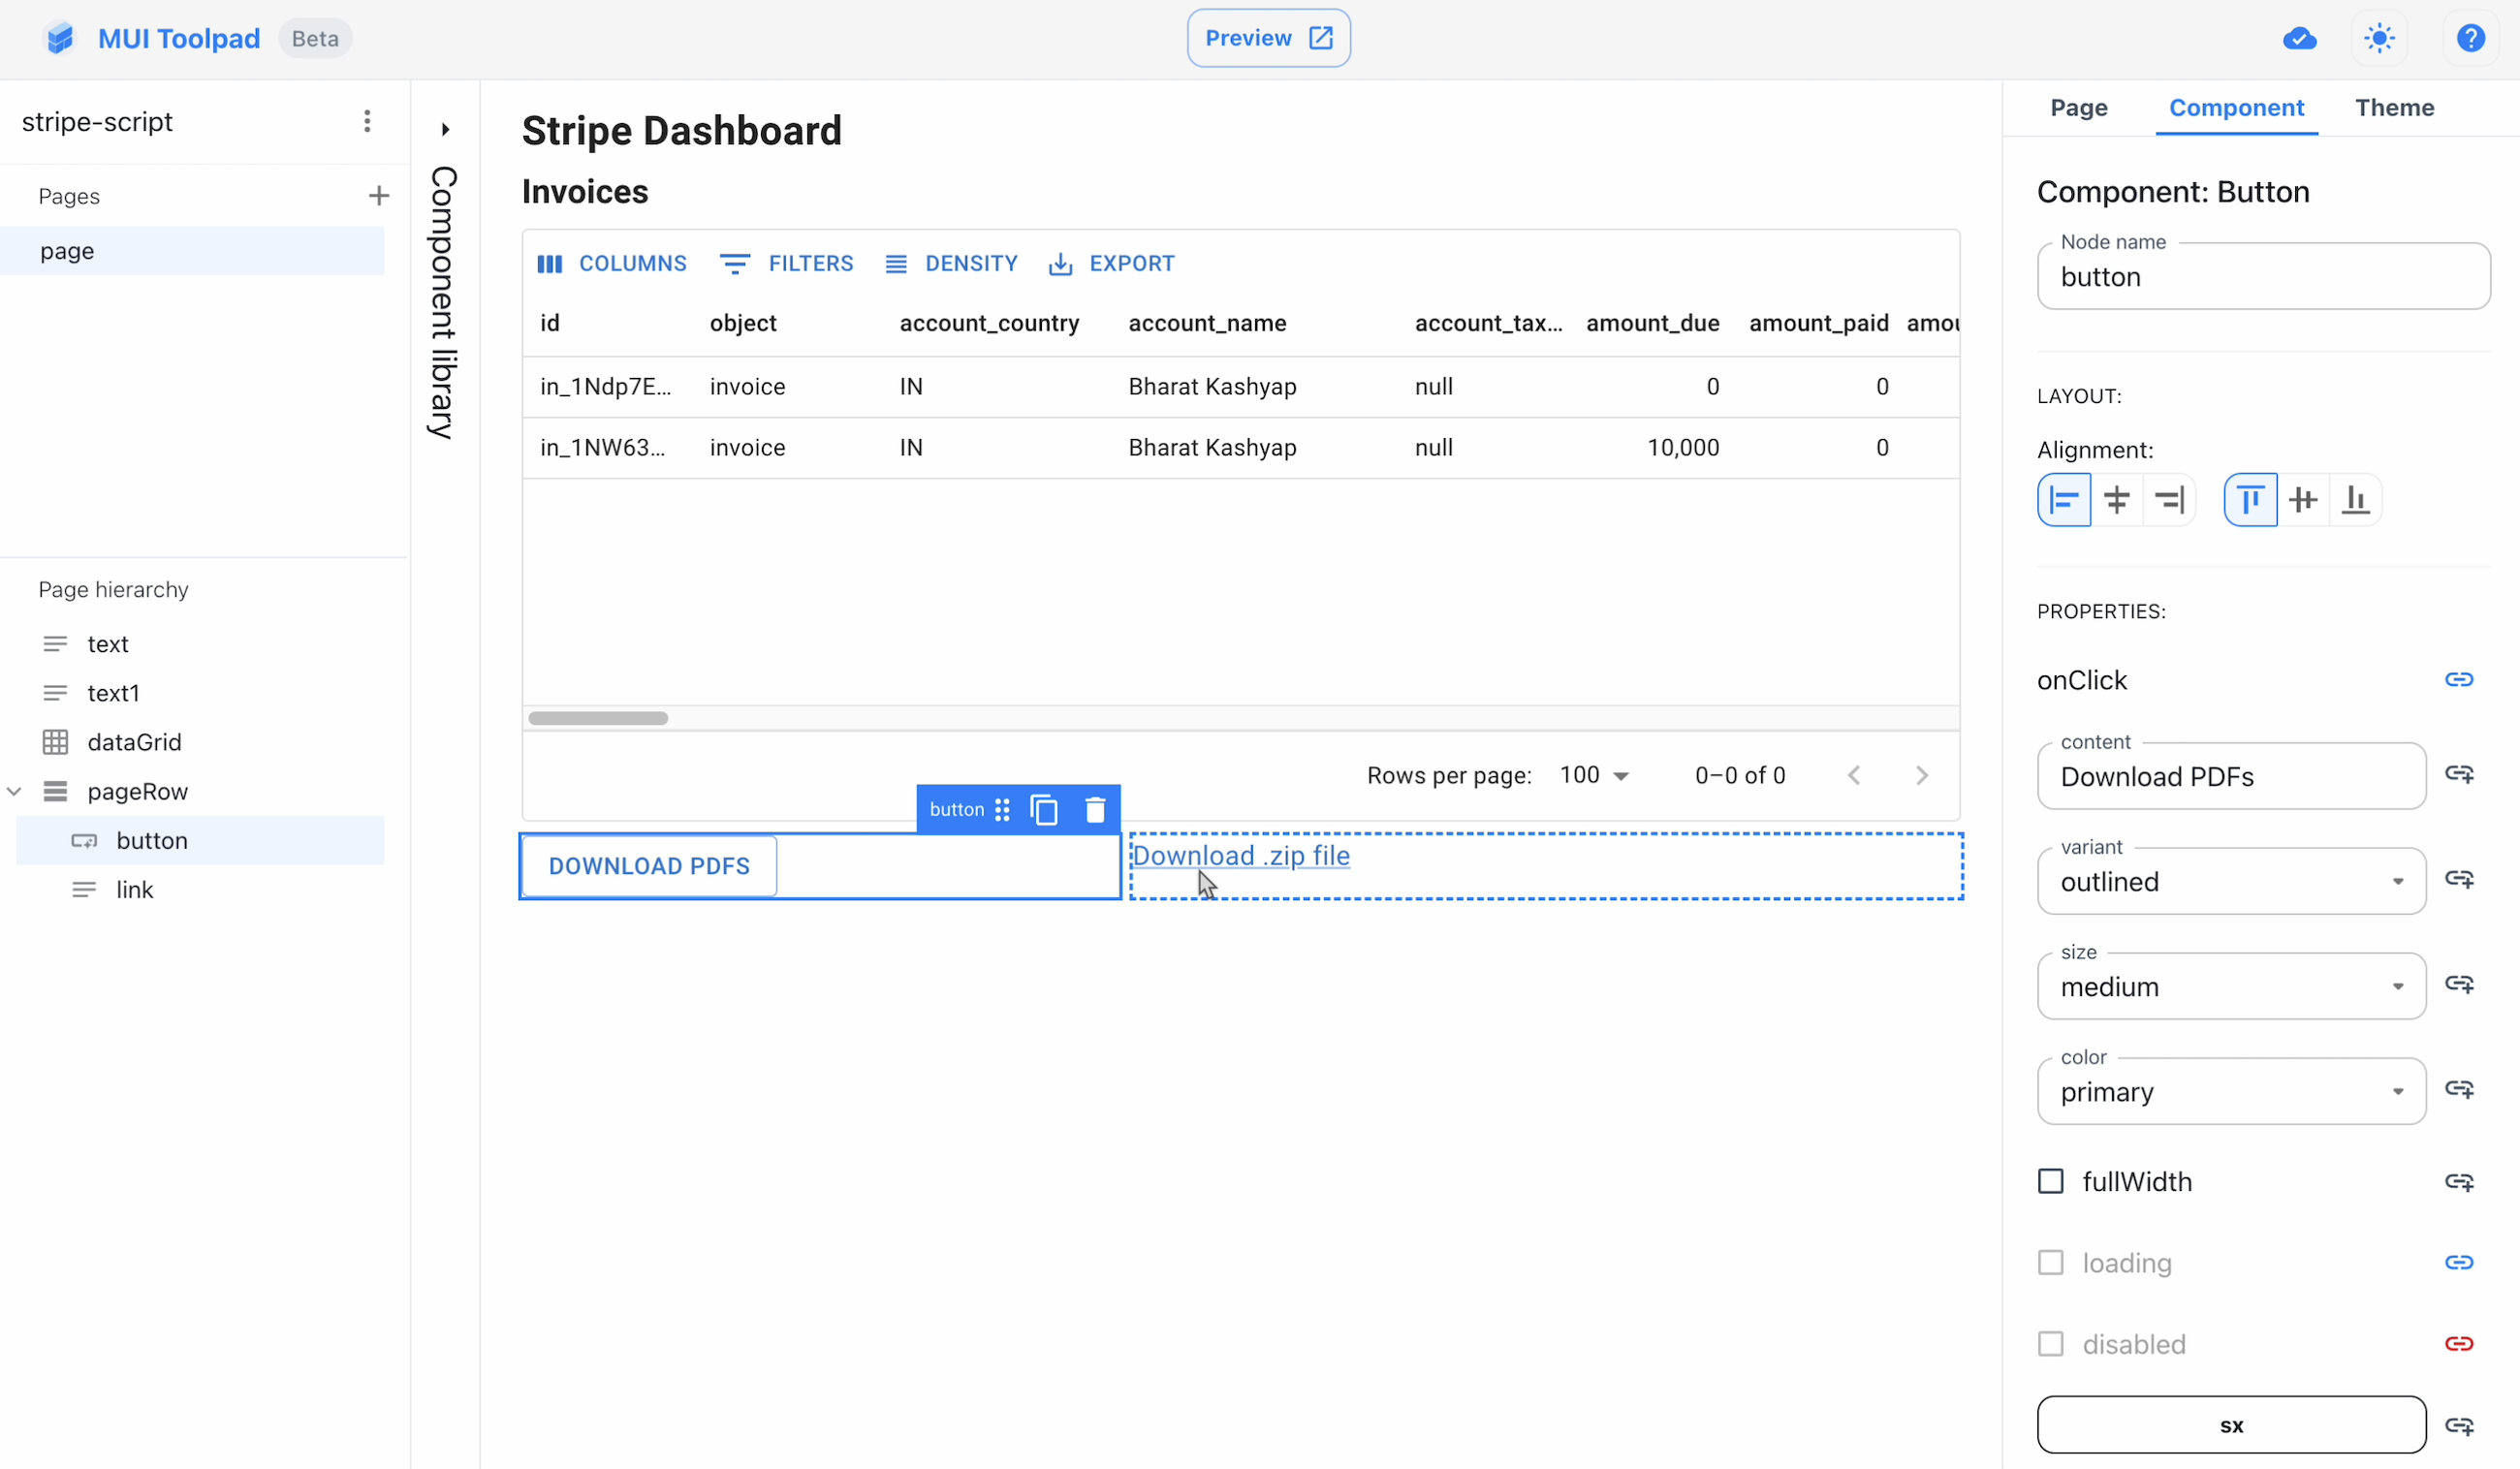 MUI Toolpad Beta
Preview
stripe-script
Pages
page
Page hierarchy
text
text1
dataGrid
pageRow
button
link
Component library
Stripe Dashboard
Invoices
COLUMNS FILTERS DENSITY EXPORT
id object account_country account_name account_tax... amount_due amount_paid amou
in_1Ndp7E... invoice IN Bharat Kashyap null 0 0
in_1NW63... invoice IN Bharat Kashyap null 10,000 0
Rows per page: 100 0–0 of 0
button
DOWNLOAD PDFS
Download .zip file
Page Component Theme
Component: Button
Node name
button
LAYOUT:
Alignment:
PROPERTIES:
onClick
content
Download PDFs
variant
outlined
size
medium
color
primary
fullWidth
loading
disabled
sx